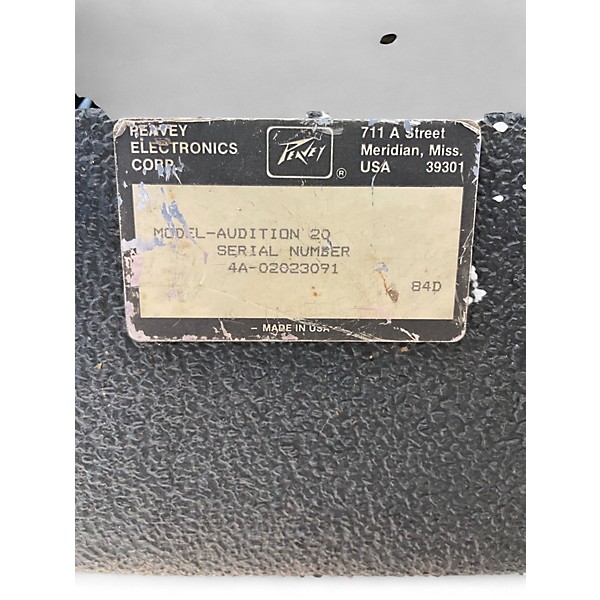 PEAVEY
ELECTRONICS
CORP.
PEAVEY ®
711 A Street
Meridian, Miss.
USA 39301
MODEL-AUDITION 20
SERIAL NUMBER
4A-02023091
84D
- MADE IN USA -